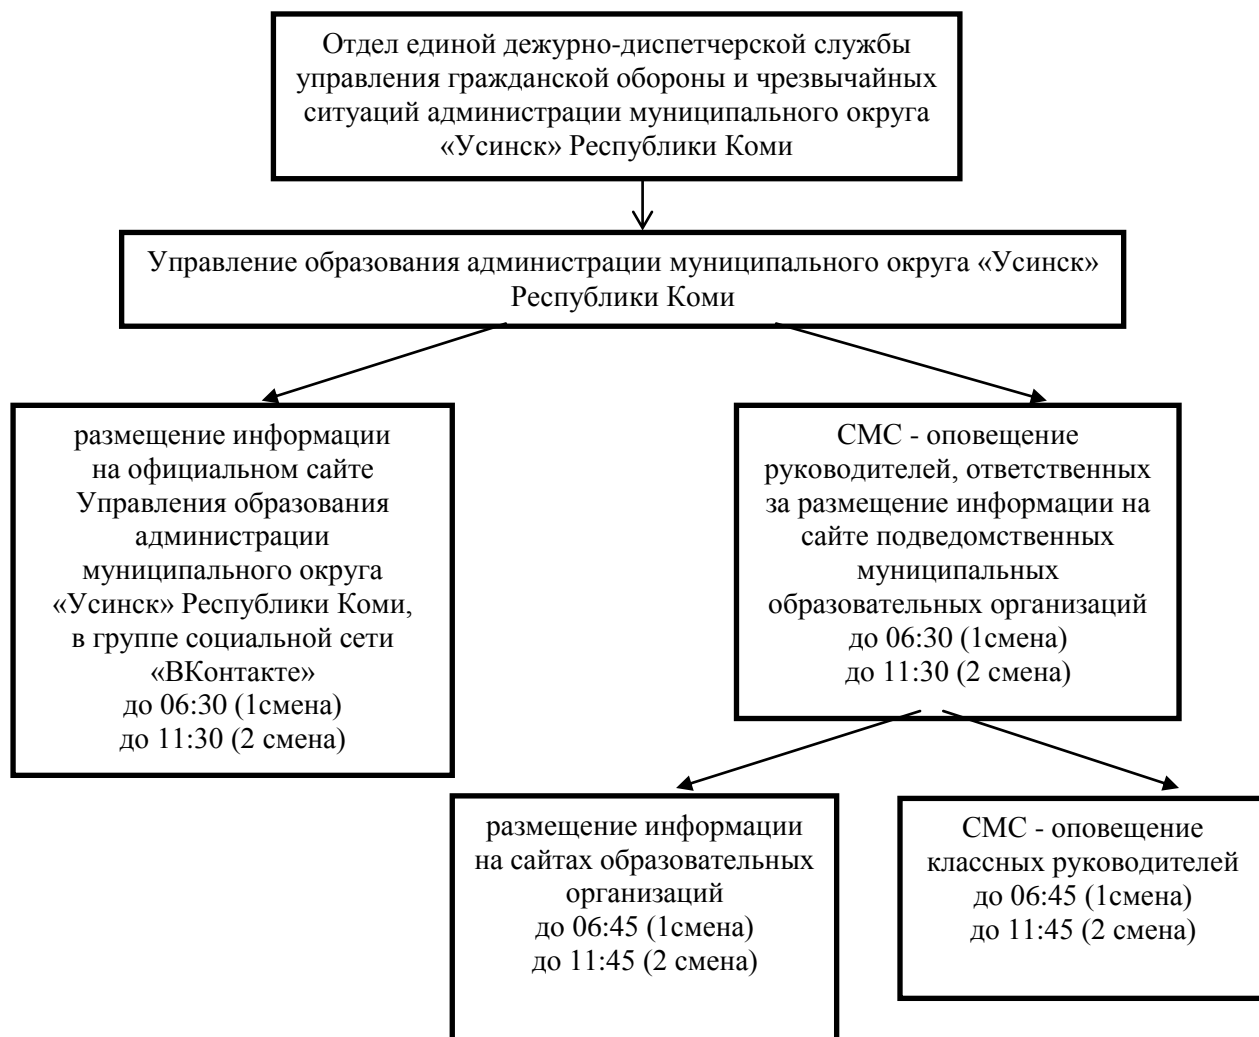 Отдел единой дежурно-диспетчерской службы
управления гражданской обороны и чрезвычайных
ситуаций администрации муниципального округа
«Усинск» Республики Коми
Управление образования администрации муниципального округа «Усинск»
Республики Коми
размещение информации
на официальном сайте
Управления образования
администрации
муниципального округа
«Усинск» Республики Коми,
в группе социальной сети
«ВКонтакте»
до 06:30 (1смена)
до 11:30 (2 смена)
СМС - оповещение
руководителей, ответственных
за размещение информации на
сайте подведомственных
муниципальных
образовательных организаций
до 06:30 (1смена)
до 11:30 (2 смена)
размещение информации
на сайтах образовательных
организаций
до 06:45 (1смена)
до 11:45 (2 смена)
СМС - оповещение
классных руководителей
до 06:45 (1смена)
до 11:45 (2 смена)